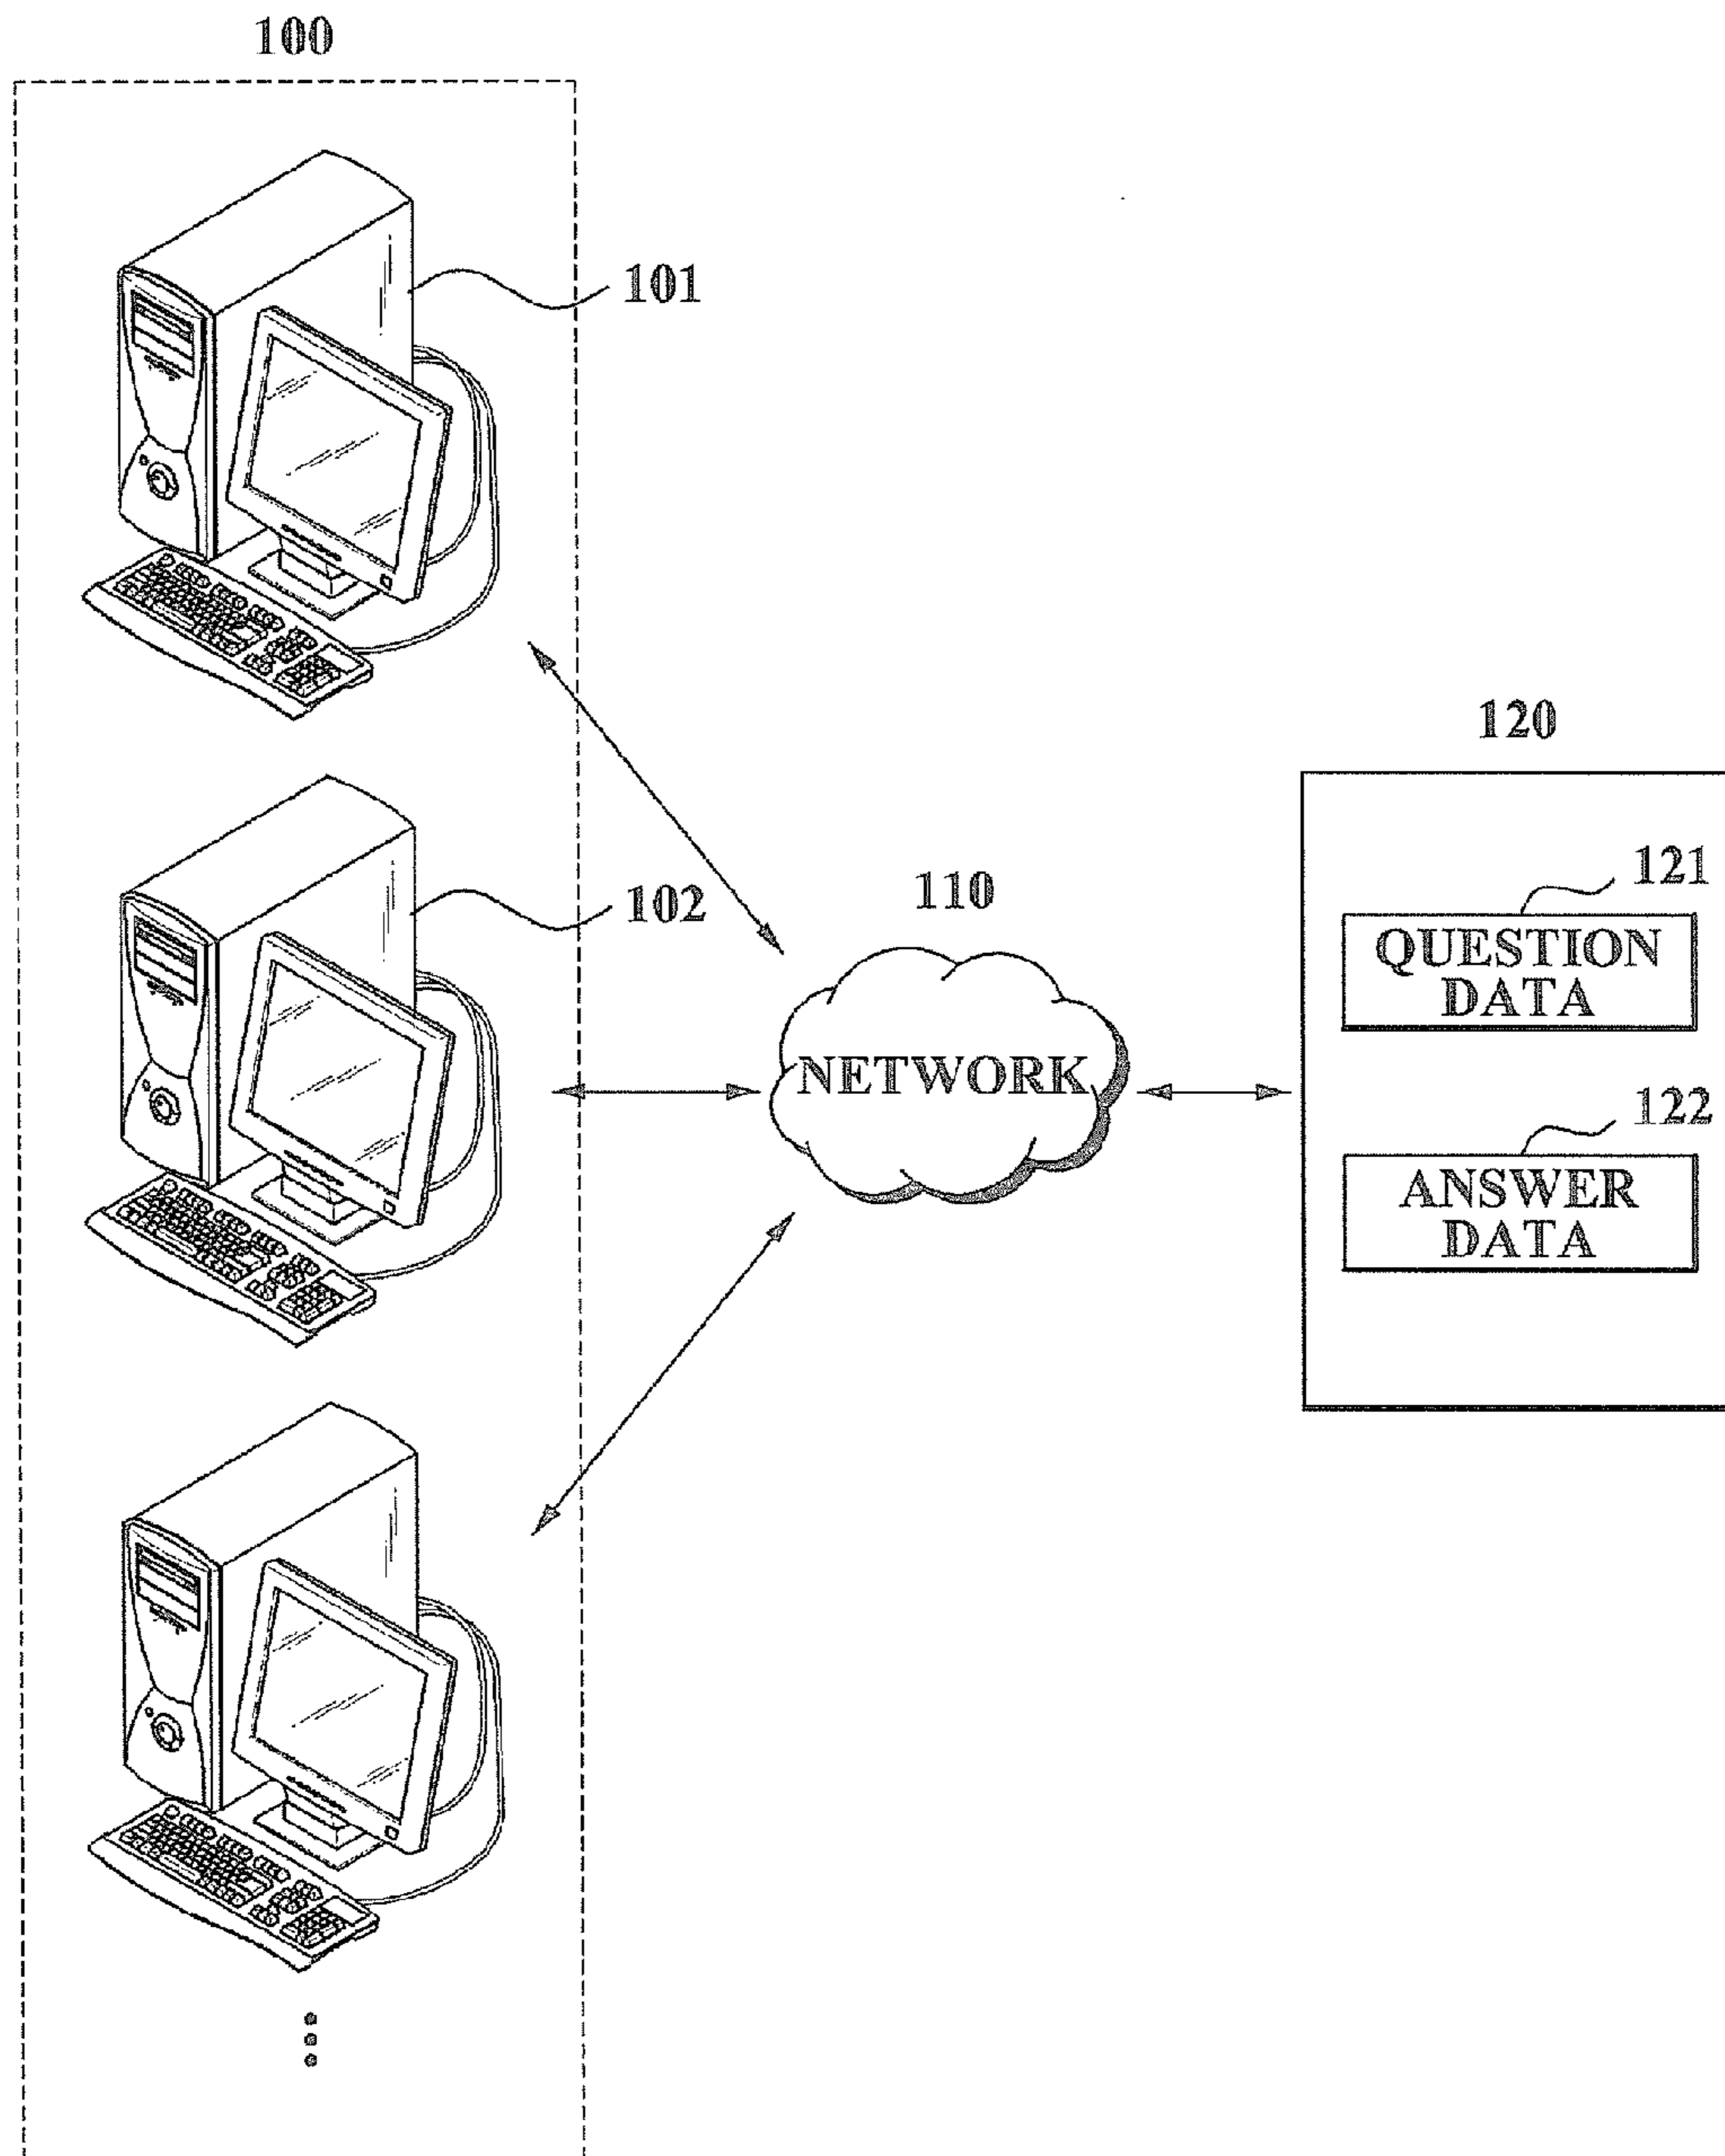 100
101
120
121
102
110
QUESTION
DATA
NETWORK
122
ANSWER
DATA